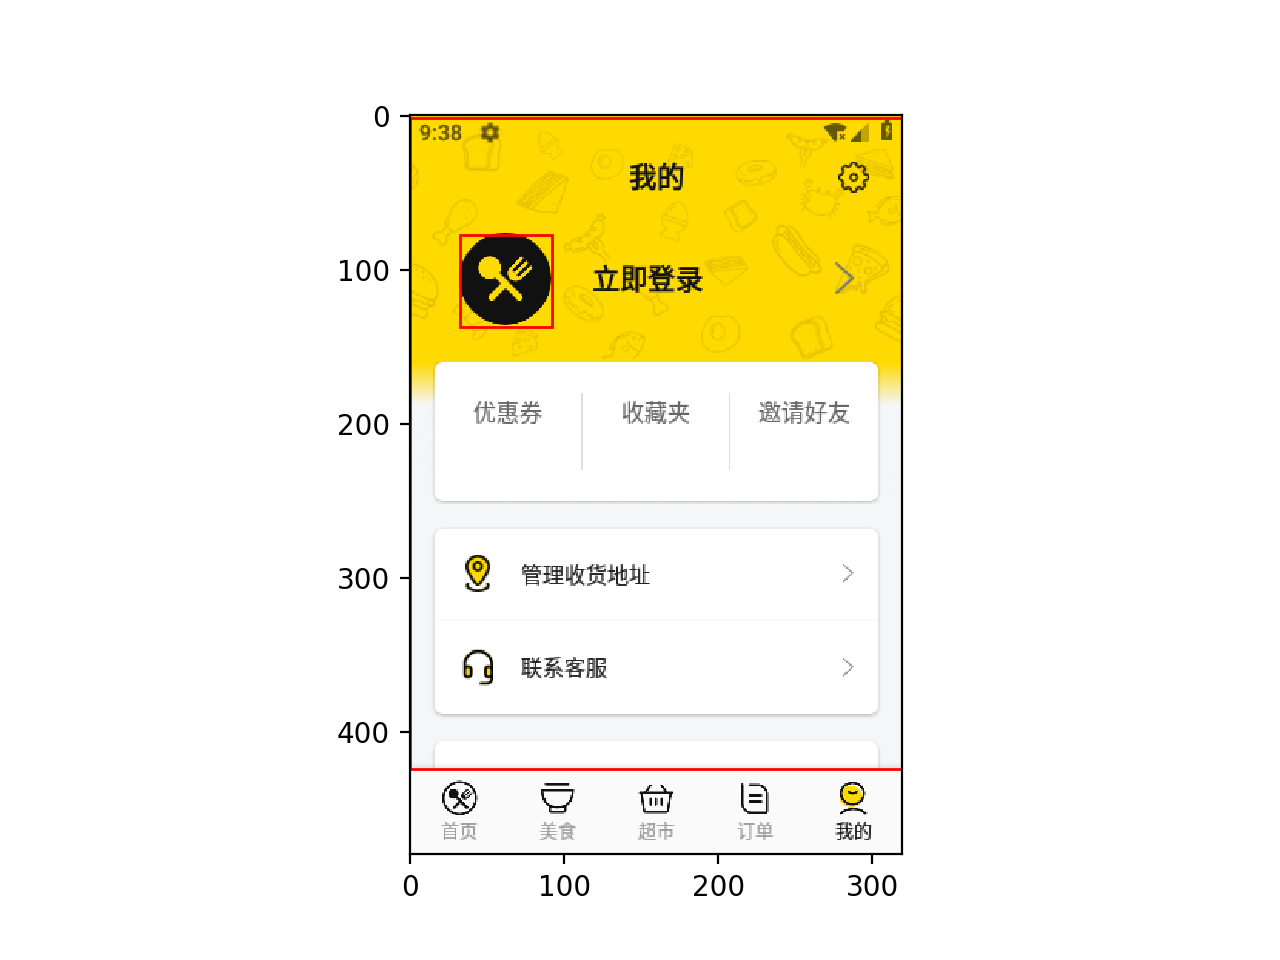 0
100
200
300
400
9:38
我的
立即登录
优惠券 收藏夹 邀请好友
管理收货地址
联系客服
首页 美食 超市 订单 我的
0 100 200 300